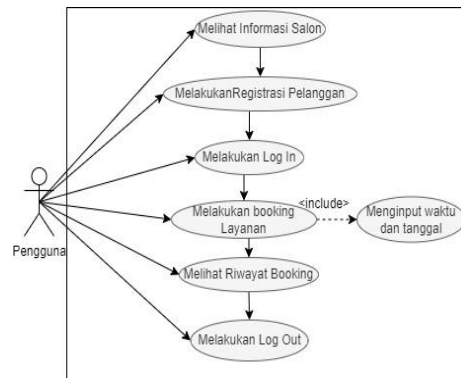 Melihat Informasi Salon
MelakukanRegistrasi Pelanggan
Melakukan Log In
Melakukan booking
Layanan
<include>
Menginput waktu
dan tanggal
Pengguna
Melihat Riwayat Booking
Melakukan Log Out